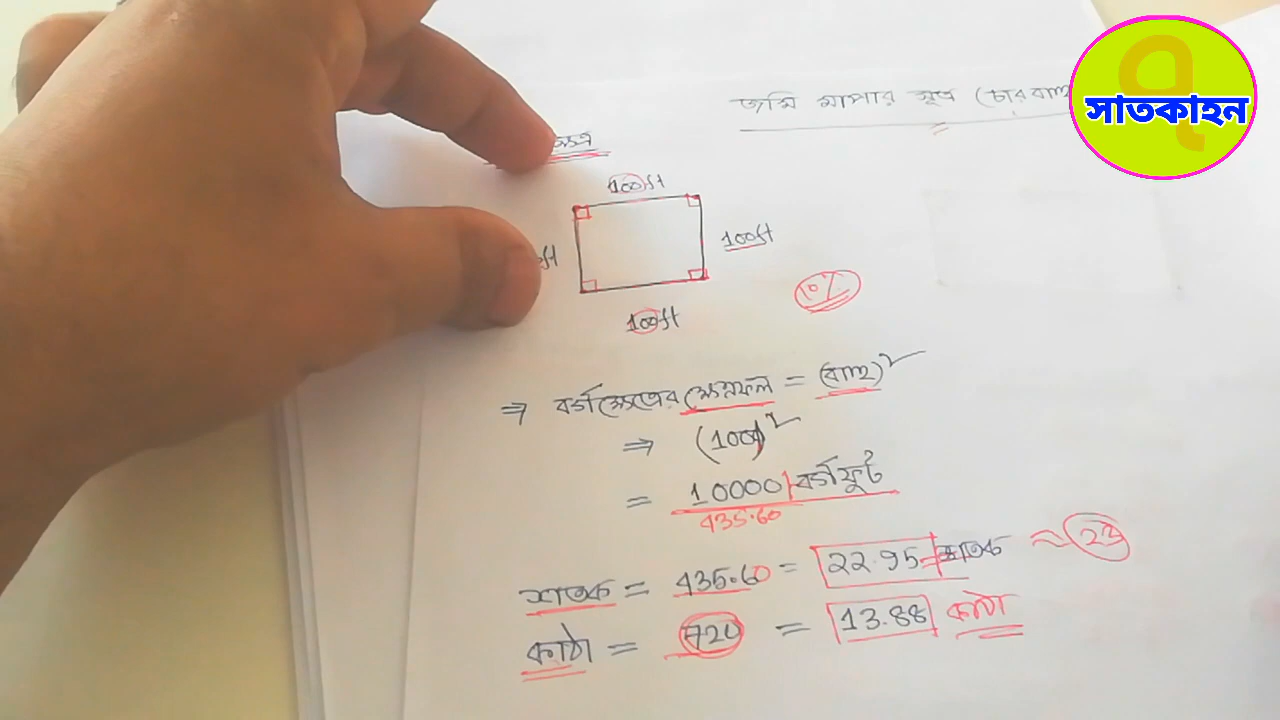 জমি মাপার সূত্র (চার বাহু
সাতকাহন
100ft
100ft
100ft
10%
⇒ বর্গক্ষেত্রের ক্ষেত্রফল = (বাহু)²
⇒ (100)²
= 10000 বর্গফুট
435.60
শতক = 435.60 = 22.95 শতক ≈ 23
কাঠা = 720 = 13.88 কাঠা